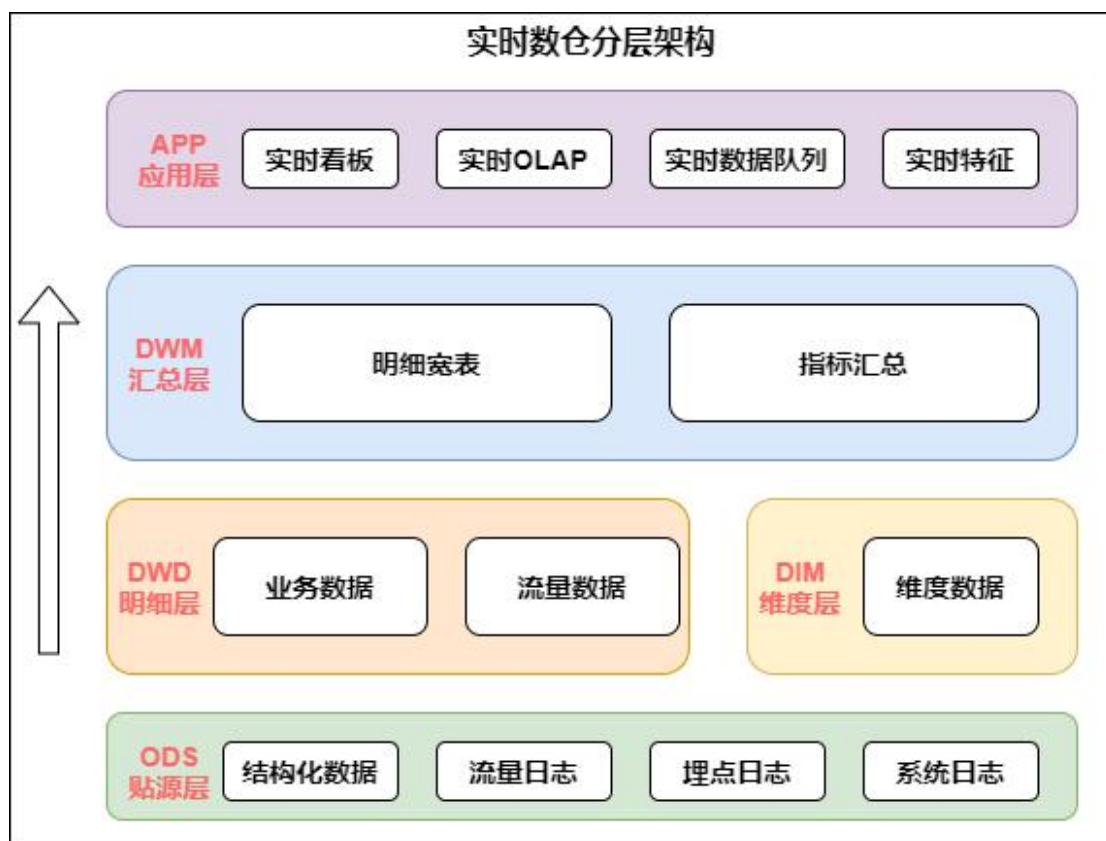 实时数仓分层架构
APP
应用层
实时看板
实时OLAP
实时数据队列
实时特征
DWM
汇总层
明细宽表
指标汇总
DWD
明细层
业务数据
流量数据
DIM
维度层
维度数据
ODS
贴源层
结构化数据
流量日志
埋点日志
系统日志